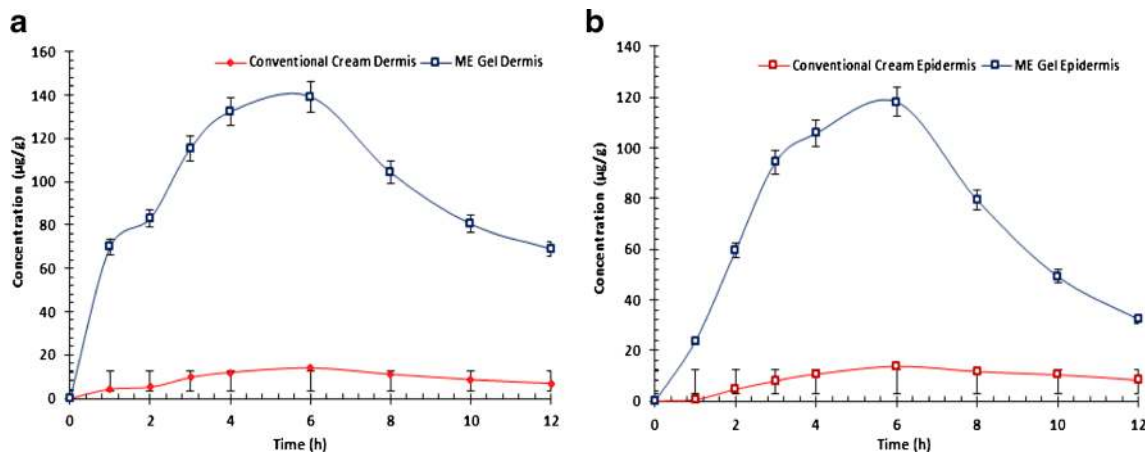 a
160
140
120
100
80
60
40
20
0
Concentration (µg/g)
Conventional Cream Dermis
ME Gel Dermis
0 2 4 6 8 10 12
Time (h)
b
140
120
100
80
60
40
20
0
Concentration (µg/g)
Conventional Cream Epidermis
ME Gel Epidermis
0 2 4 6 8 10 12
Time (h)